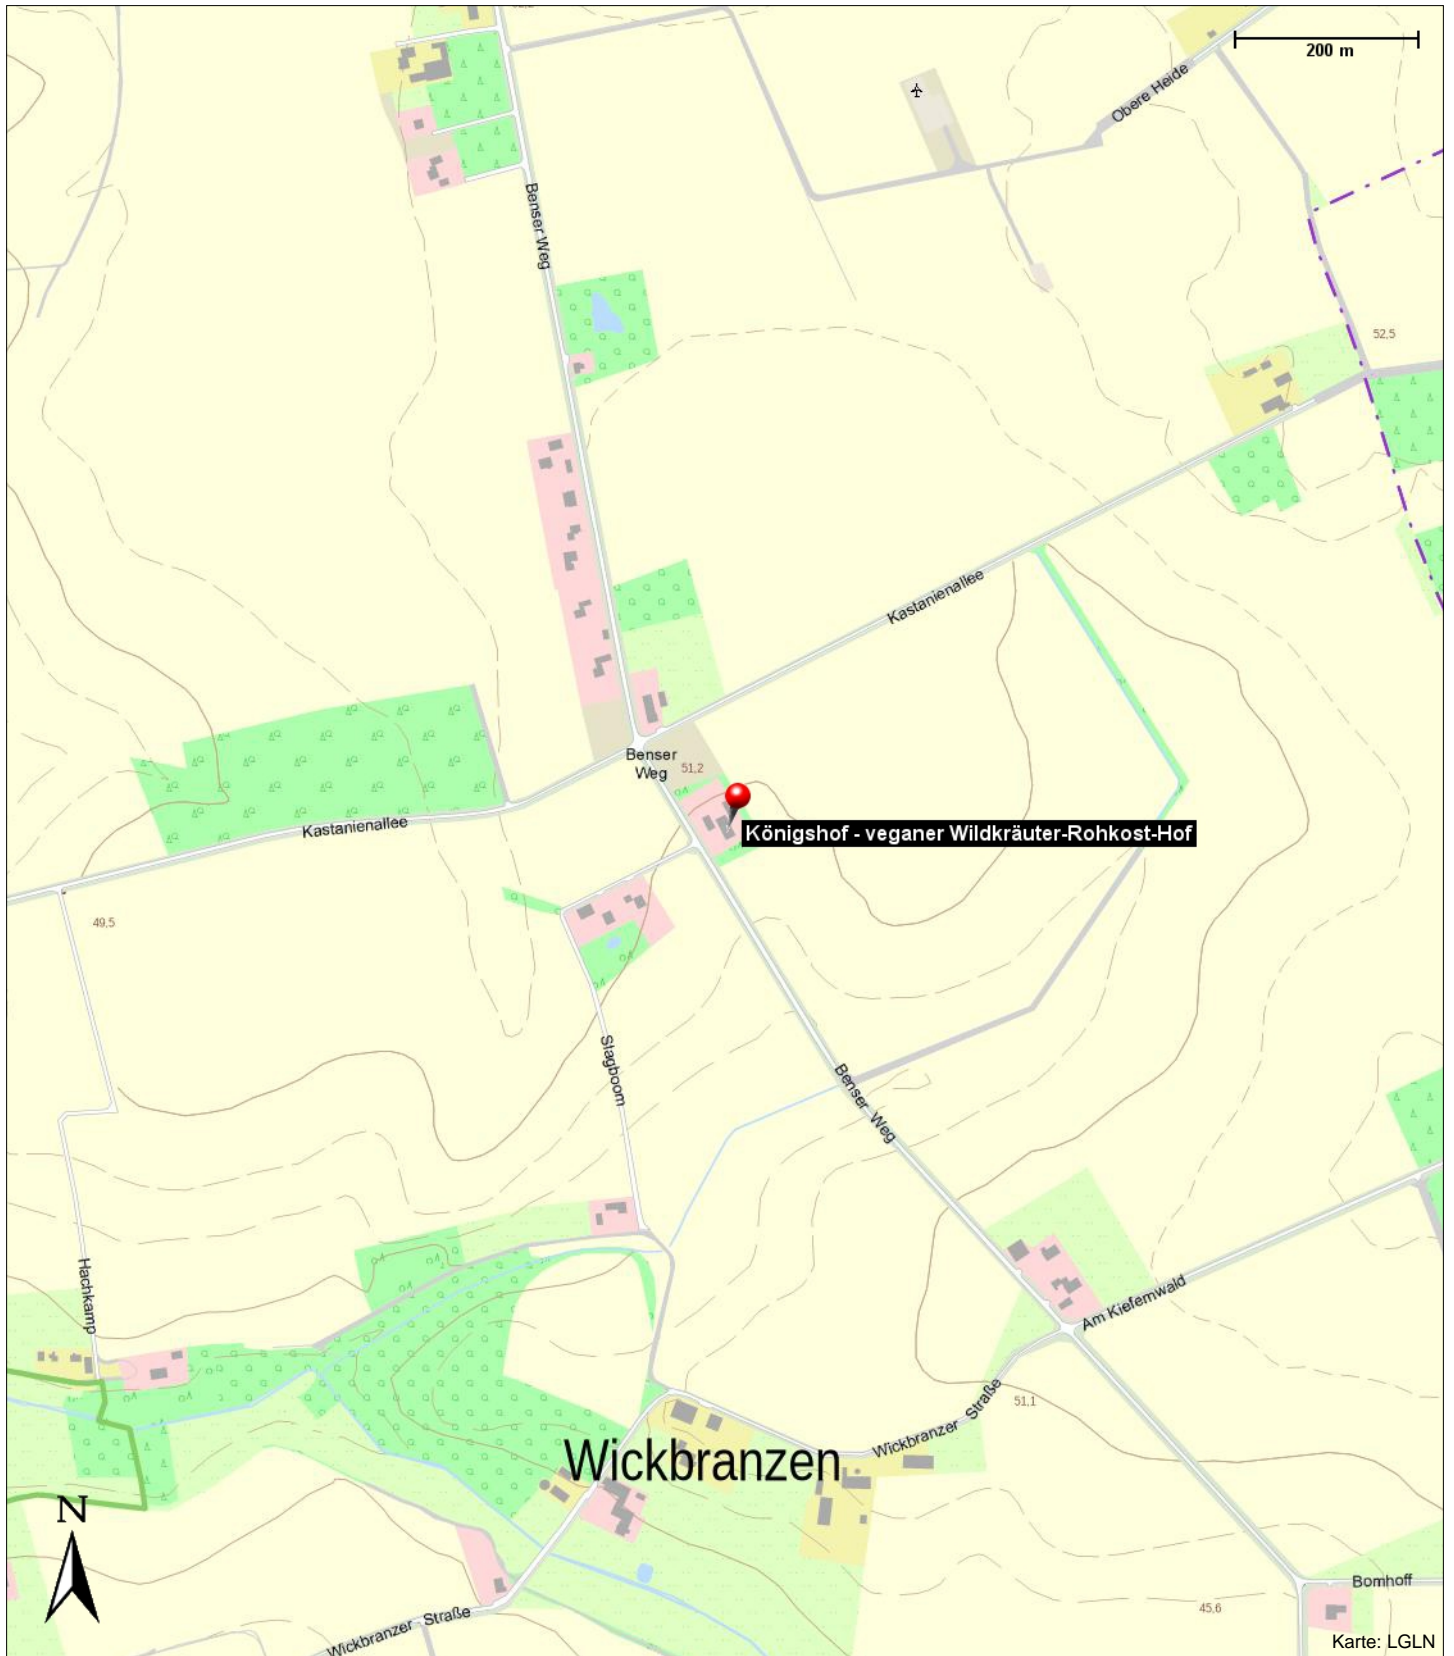 200 m
Obere Heide
Benser Weg
52,5
Kastanienallee
Benser
Weg
51,2
Königshof - veganer Wildkräuter-Rohkost-Hof
Kastanienallee
49,5
Slagboom
Benser Weg
Hachkamp
Am Kiefernwald
51,1
Wickbranzer Straße
Wickbranzen
N
Bomhoff
45,6
Wickbranzer Straße
Karte: LGLN